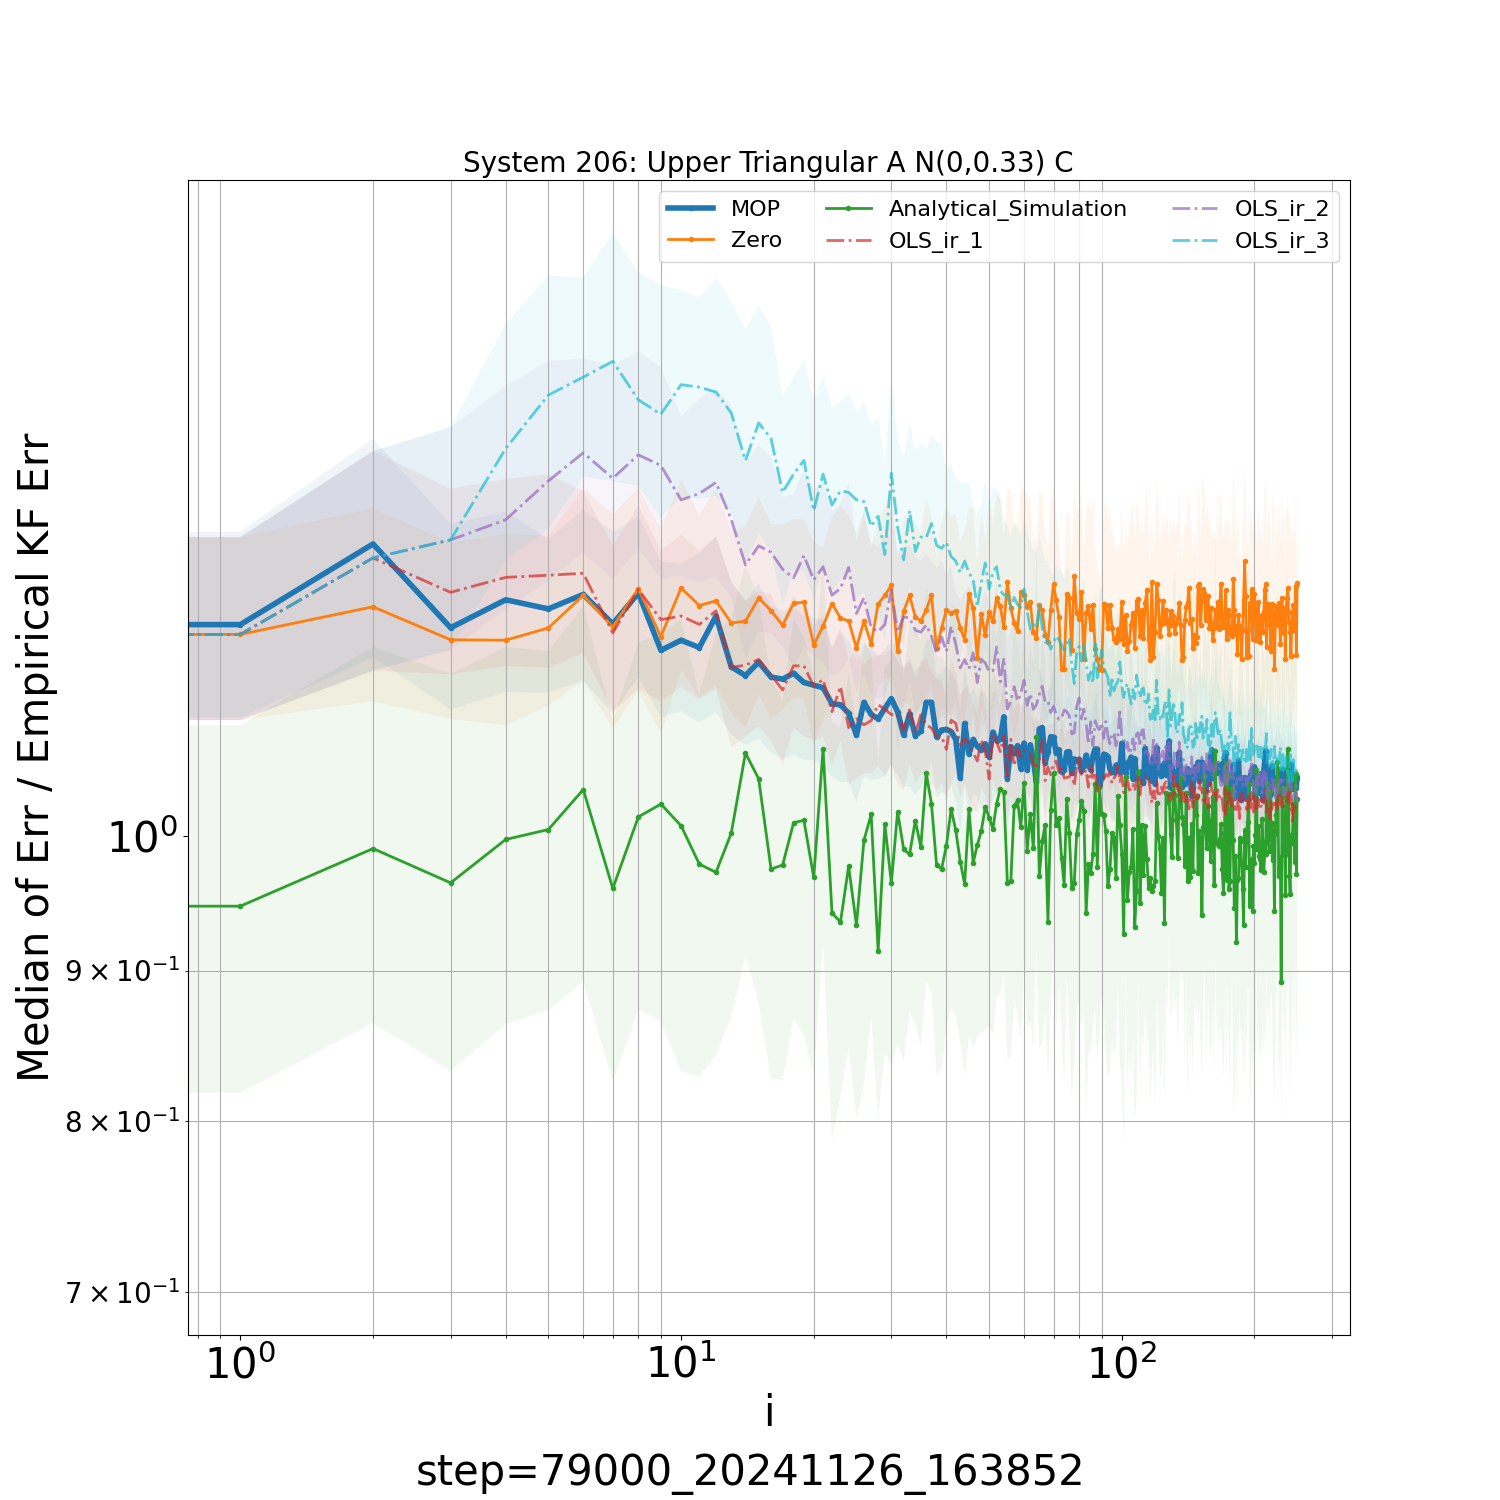 System 206: Upper Triangular A N(0,0.33) C
MOP
Zero
Analytical_Simulation
OLS_ir_1
OLS_ir_2
OLS_ir_3
Median of Err / Empirical KF Err
10⁰
9 × 10⁻¹
8 × 10⁻¹
7 × 10⁻¹
10⁰ 10¹ 10²
i
step=79000_20241126_163852